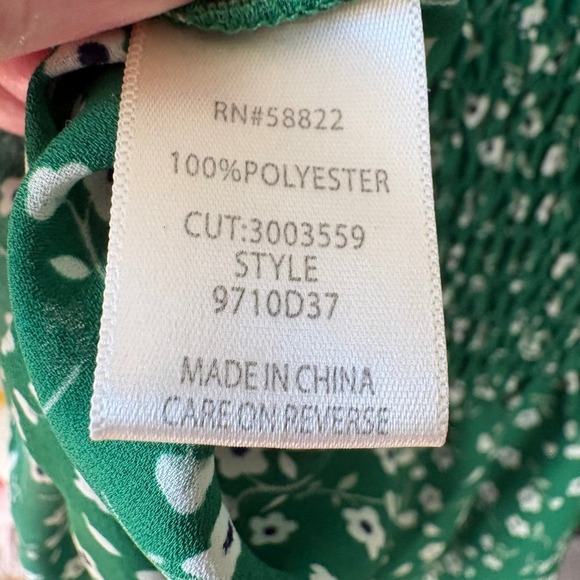 RN#58822
100%POLYESTER
CUT:3003559
STYLE
9710D37
MADE IN CHINA
CARE ON REVERSE